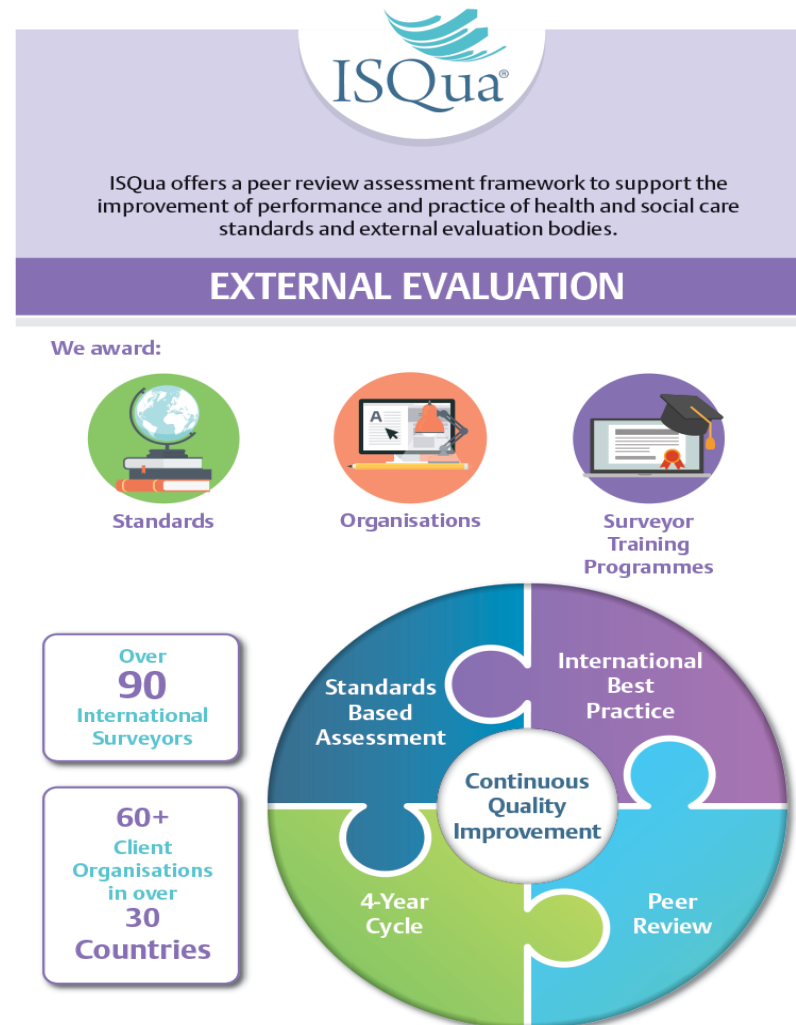 ISQua®
ISQua offers a peer review assessment framework to support the
improvement of performance and practice of health and social care
standards and external evaluation bodies.
EXTERNAL EVALUATION
We award:
A
Standards
Organisations
Surveyor
Training
Programmes
Over
90
International
Surveyors
60+
Client
Organisations
in over
30
Countries
Standards
Based
Assessment
International
Best
Practice
Continuous
Quality
Improvement
4-Year
Cycle
Peer
Review